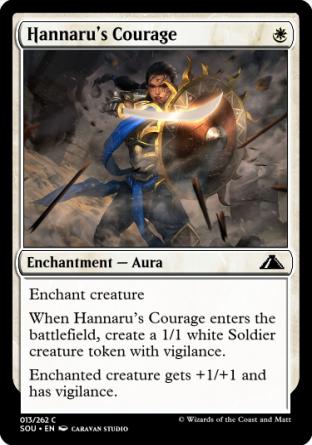 Hannaru's Courage
Enchantment — Aura
Enchant creature
When Hannaru's Courage enters the
battlefield, create a 1/1 white Soldier
creature token with vigilance.
Enchanted creature gets +1/+1 and
has vigilance.
013/262 C
SOU • EN CARAVAN STUDIO
© Wizards of the Coast and Matt